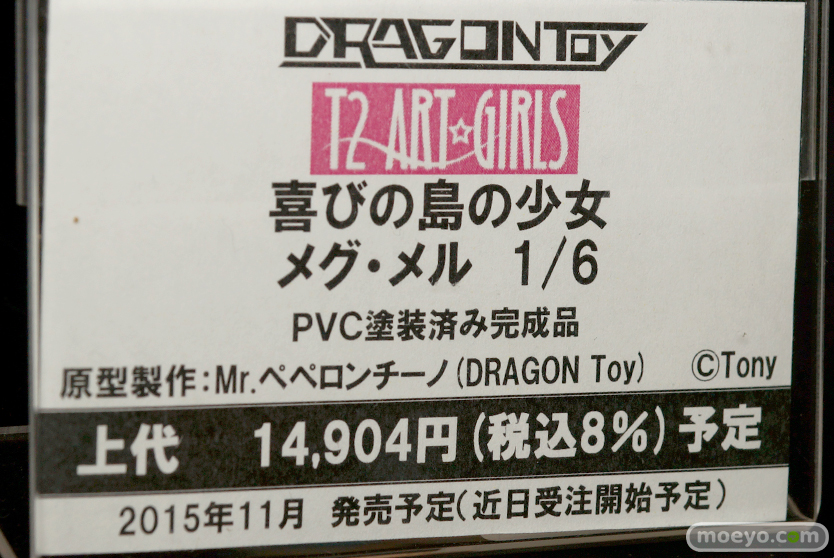 DRAGON Toy
T2 ART☆GIRLS
喜びの島の少女
メグ・メル 1/6
PVC塗装済み完成品
原型製作:Mr.ペペロンチーノ(DRAGON Toy) ©Tony
上代 14,904円(税込8%)予定
2015年11月 発売予定(近日受注開始予定)
moeyo.com